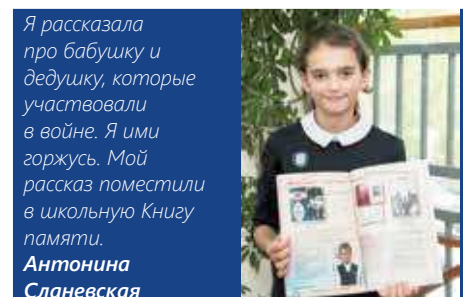 Я рассказала
про бабушку и
дедушку, которые
участвовали
в войне. Я ими
горжусь. Мой
рассказ поместили
в школьную Книгу
памяти.
Антонина
Сланевская